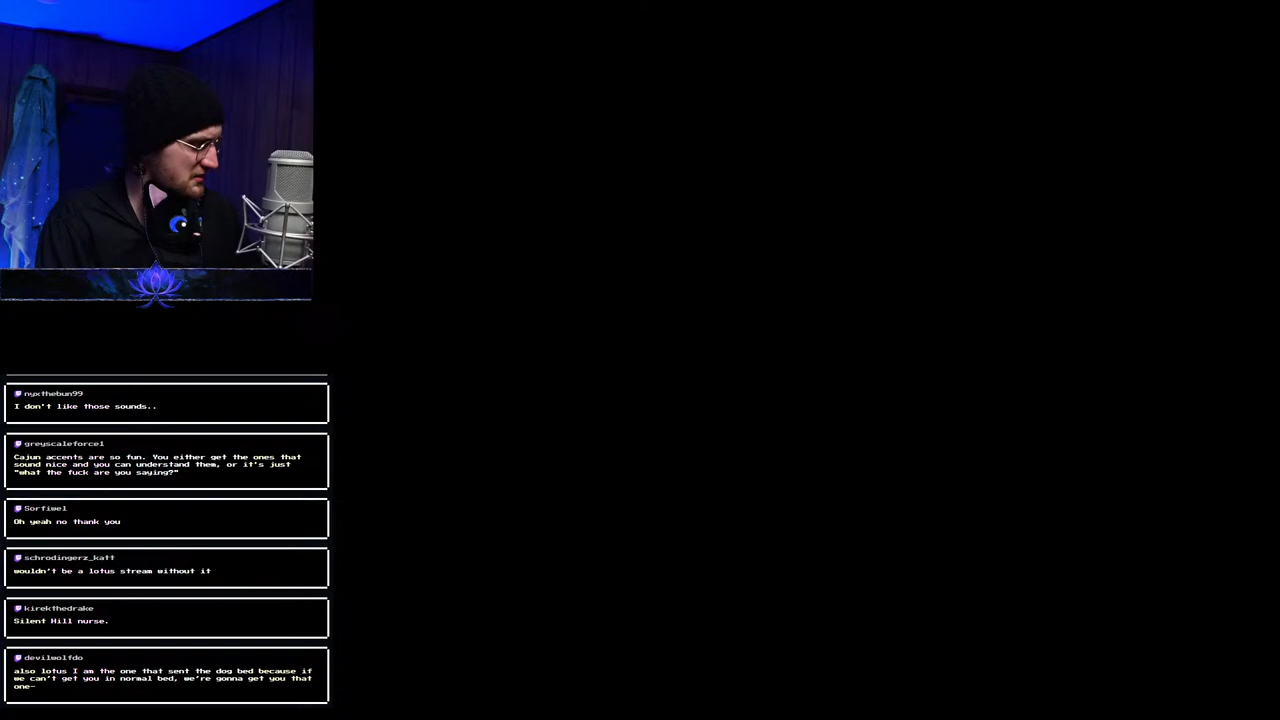 nyxthebun99
I don't like those sounds..
greyscaleforce1
Cajun accents are so fun. You either get the ones that
sound nice and you can understand them, or it's just
"what the fuck are you saying?"
Sorfiwel
Oh yeah no thank you
schrodingerz_katt
wouldn't be a lotus stream without it
kirekthedrake
Silent Hill nurse.
devilwolfdo
also lotus I am the one that sent the dog bed because if
we can't get you in normal bed, we're gonna get you that
one-